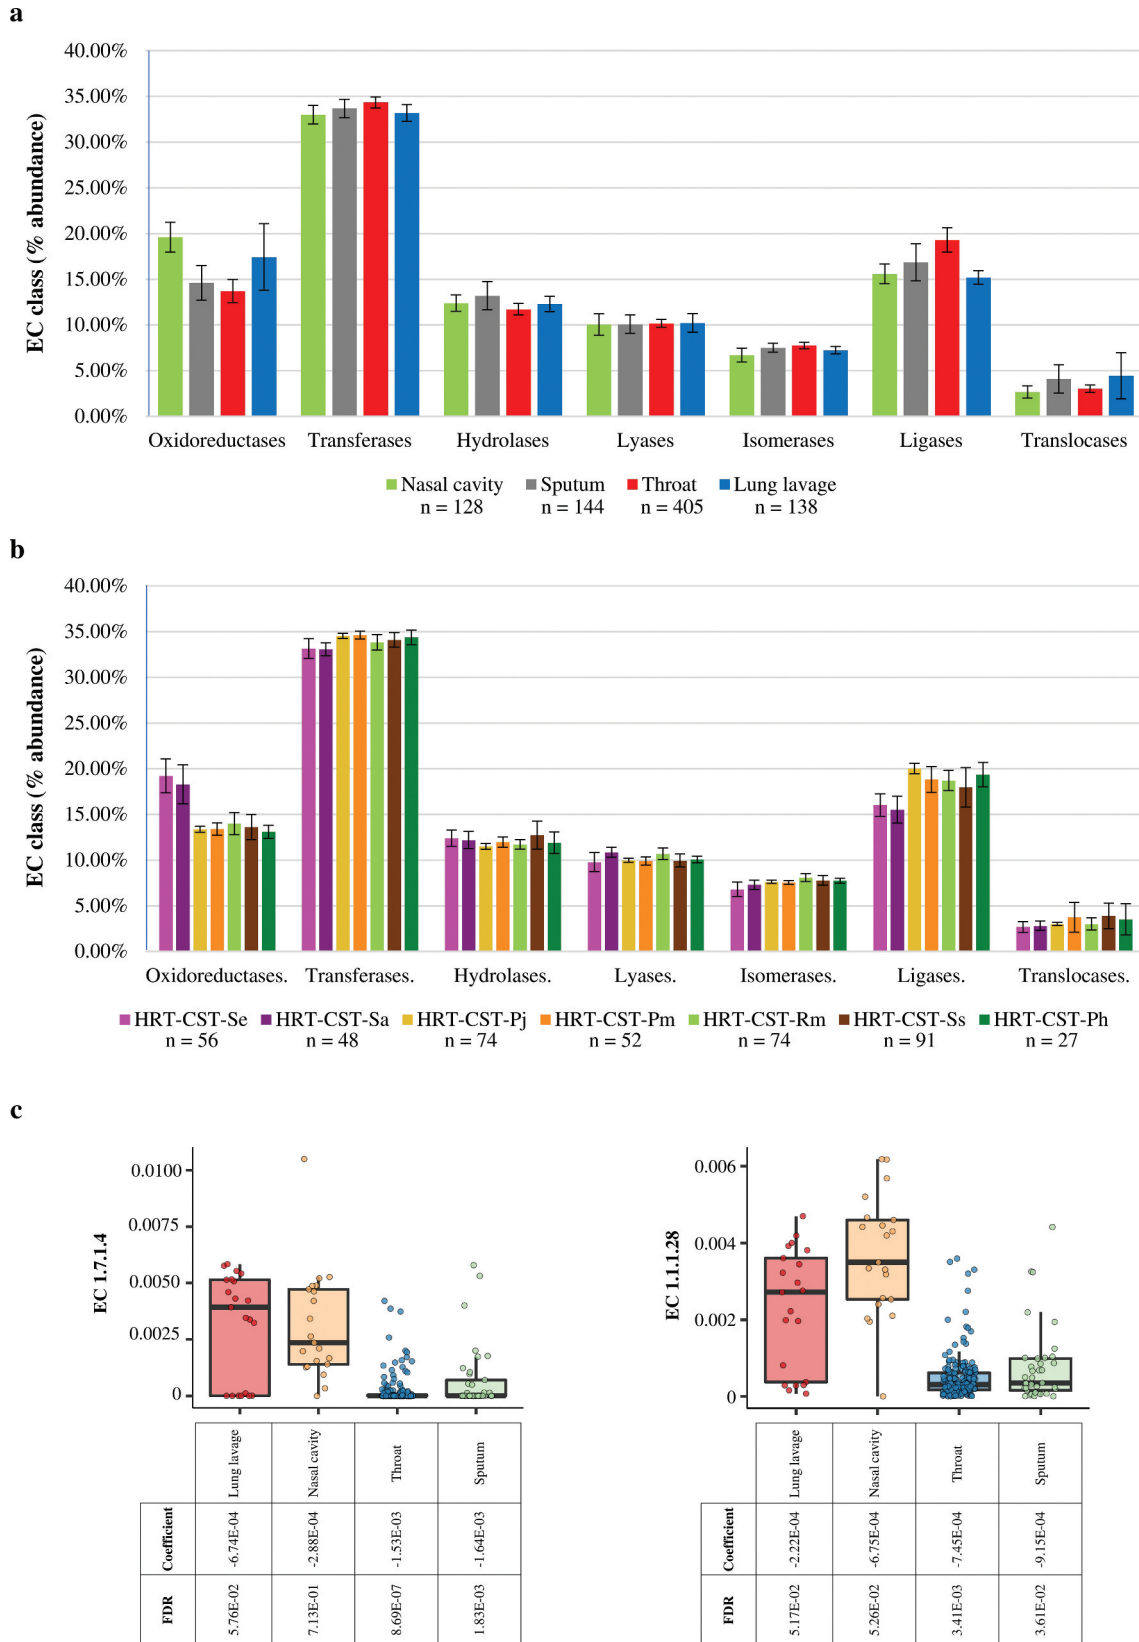 a
EC class (% abundance)
40.00%
35.00%
30.00%
25.00%
20.00%
15.00%
10.00%
5.00%
0.00%
Oxidoreductases Transferases Hydrolases Lyases Isomerases Ligases Translocases
Nasal cavity Sputum Throat Lung lavage
n = 128 n = 144 n = 405 n = 138
b
EC class (% abundance)
40.00%
35.00%
30.00%
25.00%
20.00%
15.00%
10.00%
5.00%
0.00%
Oxidoreductases. Transferases. Hydrolases. Lyases. Isomerases. Ligases. Translocases.
HRT-CST-Se HRT-CST-Sa HRT-CST-Pj HRT-CST-Pm HRT-CST-Rm HRT-CST-Ss HRT-CST-Ph
n = 56 n = 48 n = 74 n = 52 n = 74 n = 91 n = 27
c
EC 1.7.1.4
0.0100
0.0075
0.0050
0.0025
0
Lung lavage Nasal cavity Throat Sputum
Coefficient -6.74E-04 -2.88E-04 -1.53E-03 -1.64E-03
FDR 5.76E-02 7.13E-01 8.69E-07 1.83E-03
EC 1.1.1.28
0.006
0.004
0.002
0
Lung lavage Nasal cavity Throat Sputum
Coefficient -2.22E-04 -6.75E-04 -7.45E-04 -9.15E-04
FDR 5.17E-02 5.26E-02 3.41E-03 3.61E-02